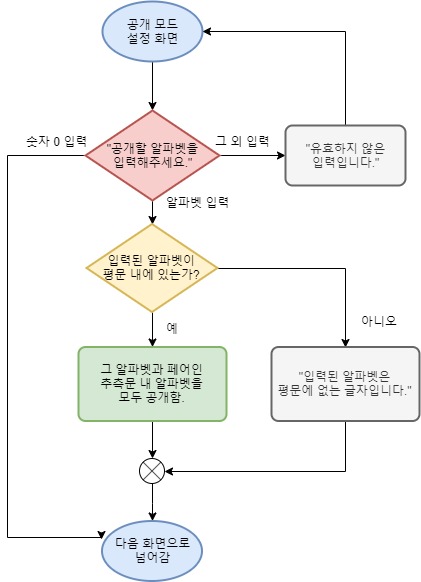 공개 모드
설정 화면
숫자 0 입력
"공개할 알파벳을
입력해주세요."
그 외 입력
"유효하지 않은
입력입니다."
알파벳 입력
입력된 알파벳이
평문 내에 있는가?
예
아니오
그 알파벳과 페어인
추측문 내 알파벳을
모두 공개함.
"입력된 알파벳은
평문에 없는 글자입니다."
다음 화면으로
넘어감